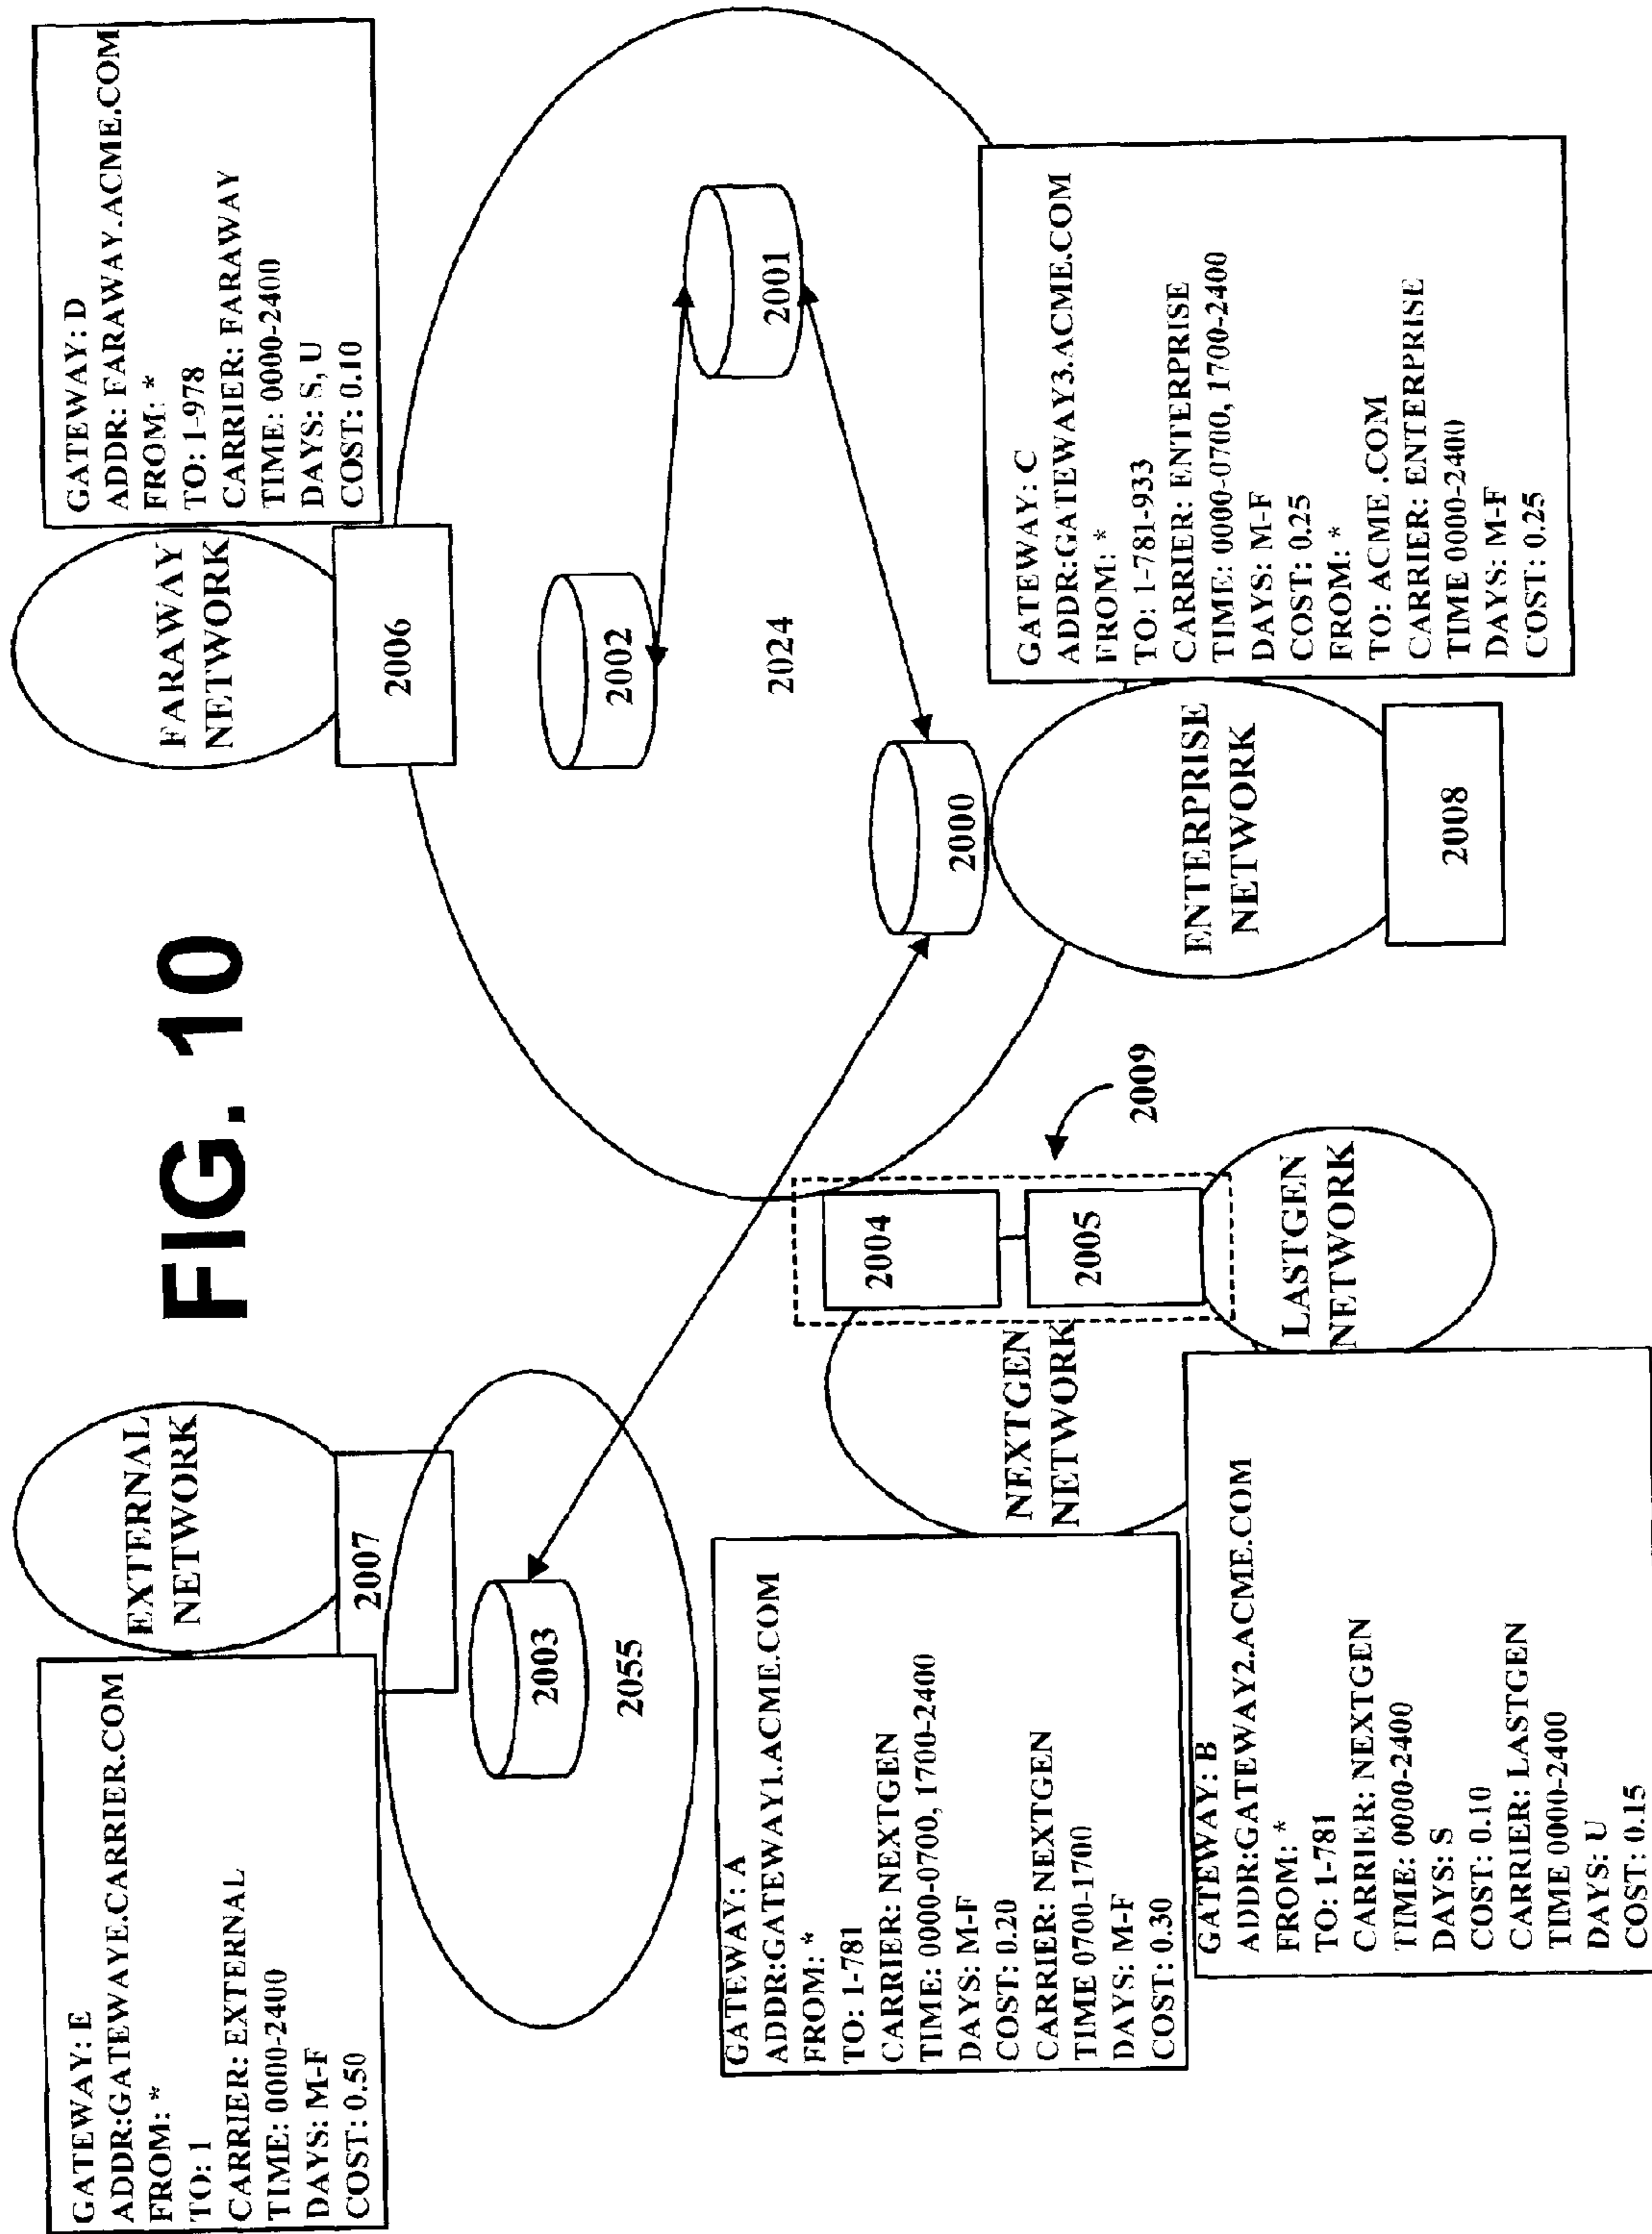 FIG. 10
GATEWAY: E
ADDR:GATEWAYE.CARRIER.COM
FROM: *
TO: 1
CARRIER: EXTERNAL
TIME: 0000-2400
DAYS: M-F
COST: 0.50
EXTERNAL
NETWORK
2007
2003
2055
FARAWAY
NETWORK
2006
GATEWAY: D
ADDR: FARAWAY.ACME.COM
FROM: *
TO: 1-978
CARRIER: FARAWAY
TIME: 0000-2400
DAYS: S, U
COST: 0.10
2002
2024
2001
2000
GATEWAY: A
ADDR:GATEWAY1.ACME.COM
FROM: *
TO: 1-781
CARRIER: NEXTGEN
TIME: 0000-0700, 1700-2400
DAYS: M-F
COST: 0.20
CARRIER: NEXTGEN
TIME 0700-1700
DAYS: M-F
COST: 0.30
NEXTGEN
NETWORK
2004
2005
2009
GATEWAY: B
ADDR:GATEWAY2.ACME.COM
FROM: *
TO: 1-781
CARRIER: NEXTGEN
TIME: 0000-2400
DAYS: S
COST: 0.10
CARRIER: LASTGEN
TIME 0000-2400
DAYS: U
COST: 0.15
LASTGEN
NETWORK
ENTERPRISE
NETWORK
2008
GATEWAY: C
ADDR:GATEWAY3.ACME.COM
FROM: *
TO: 1-781-933
CARRIER: ENTERPRISE
TIME: 0000-0700, 1700-2400
DAYS: M-F
COST: 0.25
FROM: *
TO: ACME .COM
CARRIER: ENTERPRISE
TIME 0000-2400
DAYS: M-F
COST: 0.25